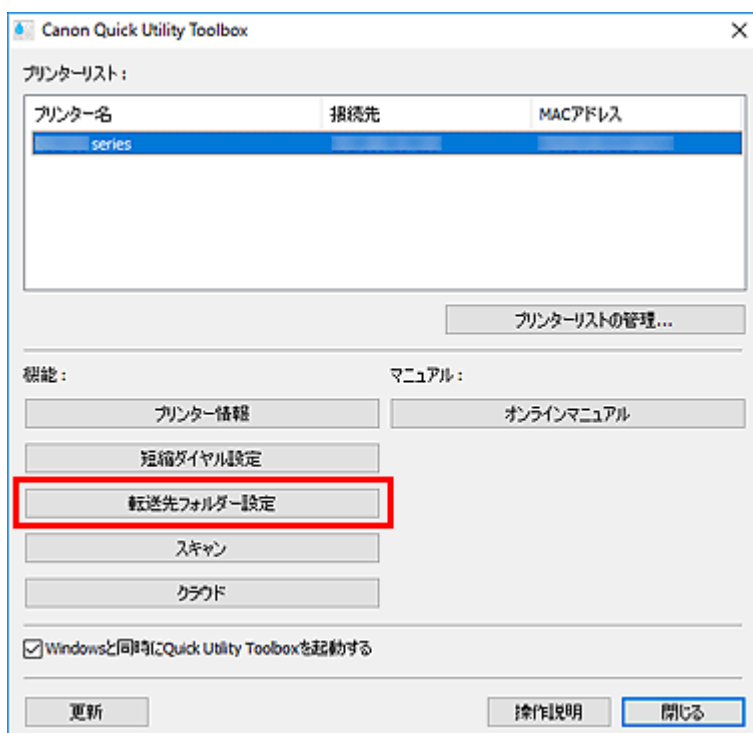 Canon Quick Utility Toolbox
プリンターリスト：
プリンター名 接続先 MACアドレス
series
プリンターリストの管理...
機能： マニュアル：
プリンター情報 オンラインマニュアル
短縮ダイヤル設定
転送先フォルダー設定
スキャン
クラウド
Windowsと同時にQuick Utility Toolboxを起動する
更新 操作説明 閉じる